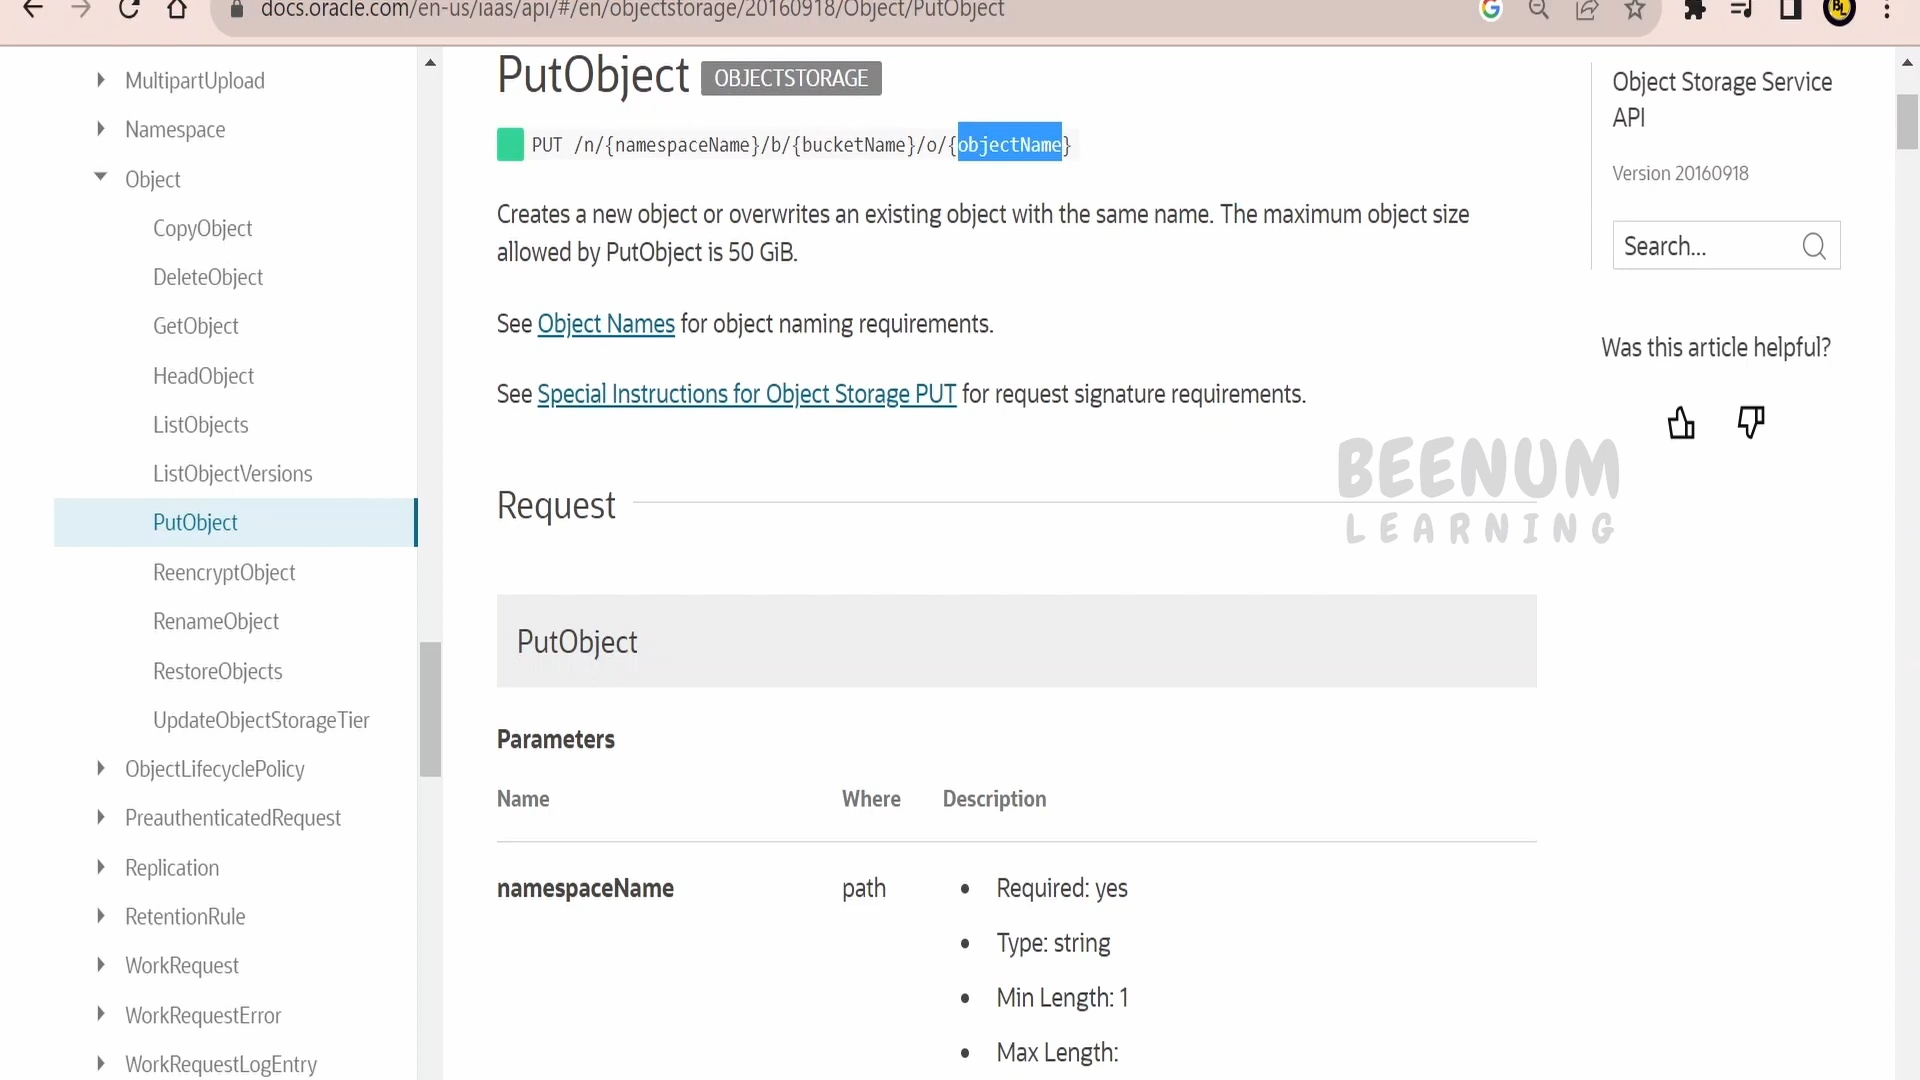 docs.oracle.com/en-us/iaas/api/#/en/objectstorage/20160918/Object/PutObject
BL
MultipartUpload
Namespace
Object
CopyObject
DeleteObject
GetObject
HeadObject
ListObjects
ListObjectVersions
PutObject
ReencryptObject
RenameObject
RestoreObjects
UpdateObjectStorageTier
ObjectLifecyclePolicy
PreauthenticatedRequest
Replication
RetentionRule
WorkRequest
WorkRequestError
WorkRequestLogEntry
PutObject OBJECTSTORAGE
PUT /n/{namespaceName}/b/{bucketName}/o/{objectName}
Creates a new object or overwrites an existing object with the same name. The maximum object size
allowed by PutObject is 50 GiB.
See Object Names for object naming requirements.
See Special Instructions for Object Storage PUT for request signature requirements.
Request
PutObject
Parameters
Name Where Description
namespaceName path • Required: yes
• Type: string
• Min Length: 1
• Max Length:
Object Storage Service
API
Version 20160918
Search...
Was this article helpful?
BEENUM
LEARNING